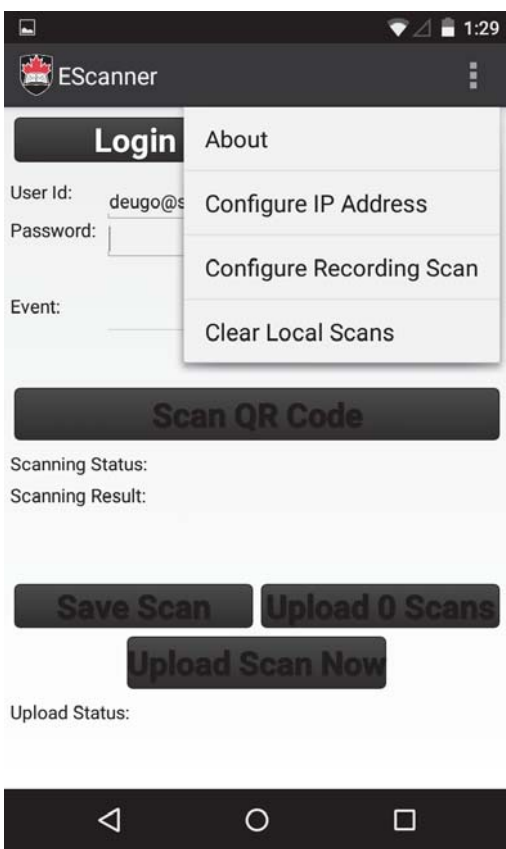 1:29
EScanner
Login
About
User Id:
deugo@s
Configure IP Address
Password:
Configure Recording Scan
Event:
Clear Local Scans
Scan QR Code
Scanning Status:
Scanning Result:
Save Scan
Upload 0 Scans
Upload Scan Now
Upload Status: